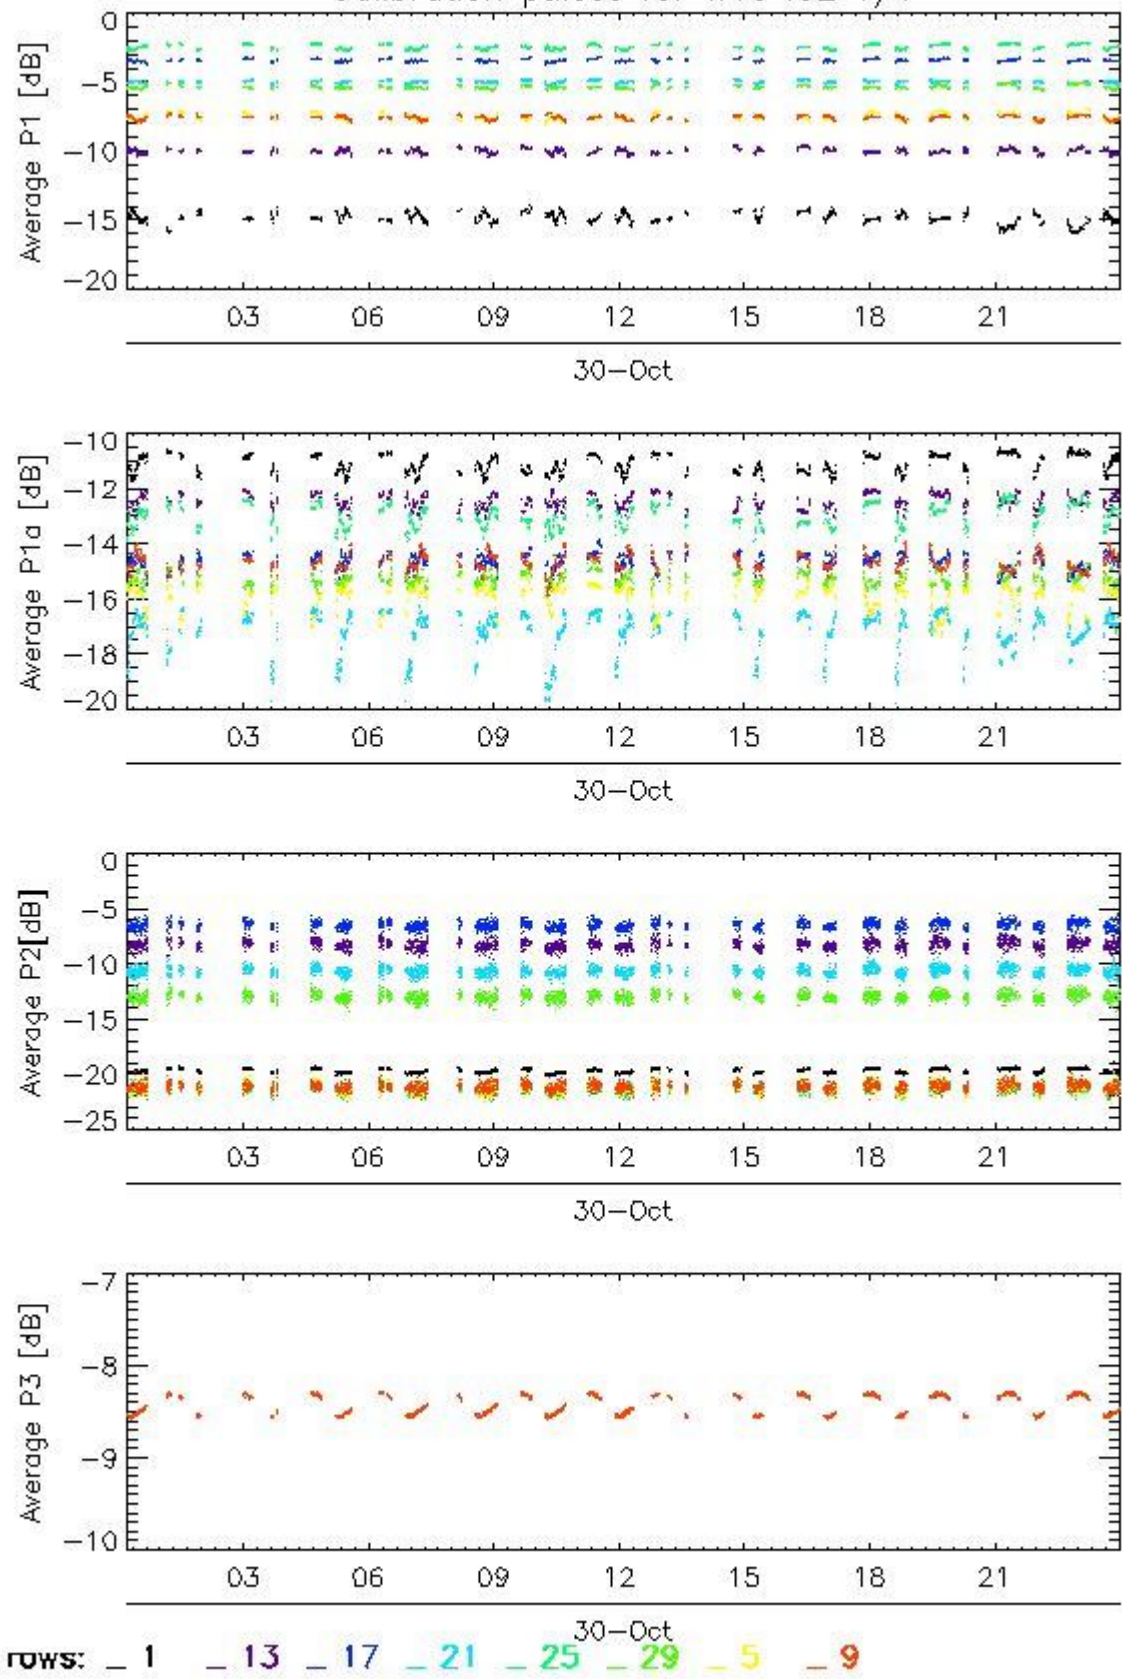 0
−5
−10
−15
−20
Average P1 [dB]
03 06 09 12 15 18 21
30−Oct
−10
−12
−14
−16
−18
−20
Average P1a [dB]
03 06 09 12 15 18 21
30−Oct
0
−5
−10
−15
−20
−25
Average P2[dB]
03 06 09 12 15 18 21
30−Oct
−7
−8
−9
−10
Average P3 [dB]
03 06 09 12 15 18 21
30−Oct
rows: _ 1 _ 13 _ 17 _ 21 _ 25 _ 29 _ 5 _ 9